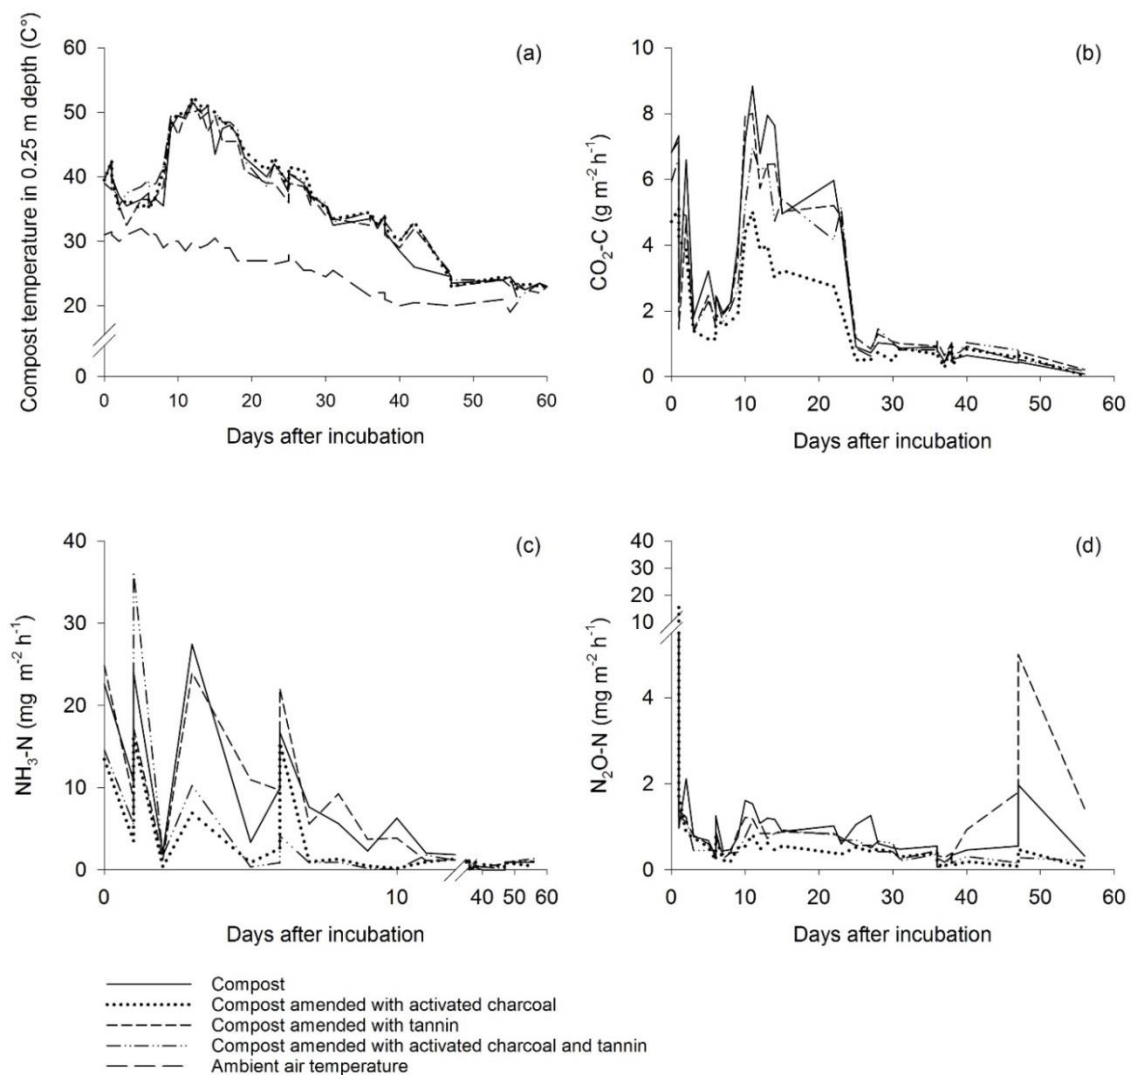 Compost temperature in 0.25 m depth (C°)
60
50
40
30
20
0
(a)
0 10 20 30 40 50 60
Days after incubation
CO₂-C (g m⁻² h⁻¹)
10
8
6
4
2
0
(b)
0 10 20 30 40 50 60
Days after incubation
NH₃-N (mg m⁻² h⁻¹)
40
30
20
10
0
(c)
0 10 40 50 60
Days after incubation
N₂O-N (mg m⁻² h⁻¹)
40
30
20
10
4
2
0
(d)
0 10 20 30 40 50 60
Days after incubation
Compost
Compost amended with activated charcoal
Compost amended with tannin
Compost amended with activated charcoal and tannin
Ambient air temperature